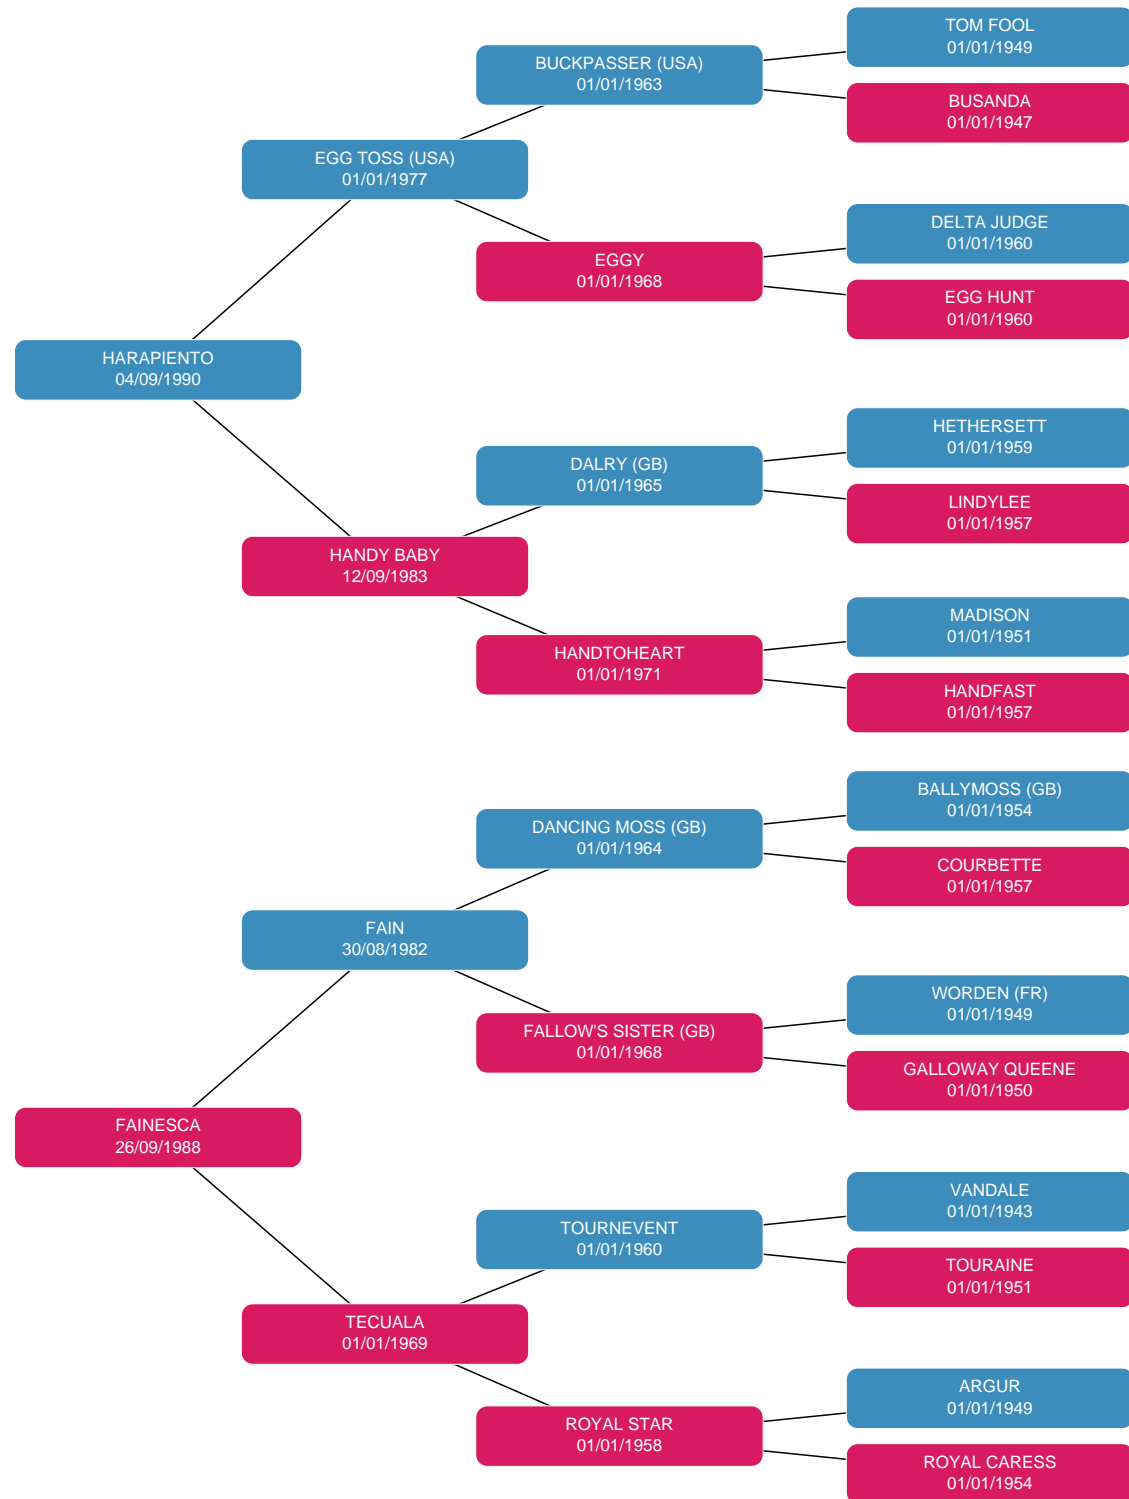 TOM FOOL
01/01/1949
BUCKPASSER (USA)
01/01/1963
BUSANDA
01/01/1947
EGG TOSS (USA)
01/01/1977
DELTA JUDGE
01/01/1960
EGGY
01/01/1968
EGG HUNT
01/01/1960
HARAPIENTO
04/09/1990
HETHERSETT
01/01/1959
DALRY (GB)
01/01/1965
LINDYLEE
01/01/1957
HANDY BABY
12/09/1983
MADISON
01/01/1951
HANDTOHEART
01/01/1971
HANDFAST
01/01/1957
BALLYMOSS (GB)
01/01/1954
DANCING MOSS (GB)
01/01/1964
COURBETTE
01/01/1957
FAIN
30/08/1982
WORDEN (FR)
01/01/1949
FALLOW'S SISTER (GB)
01/01/1968
GALLOWAY QUEENE
01/01/1950
FAINESCA
26/09/1988
VANDALE
01/01/1943
TOURNEVENT
01/01/1960
TOURAINE
01/01/1951
TECUALA
01/01/1969
ARGUR
01/01/1949
ROYAL STAR
01/01/1958
ROYAL CARESS
01/01/1954